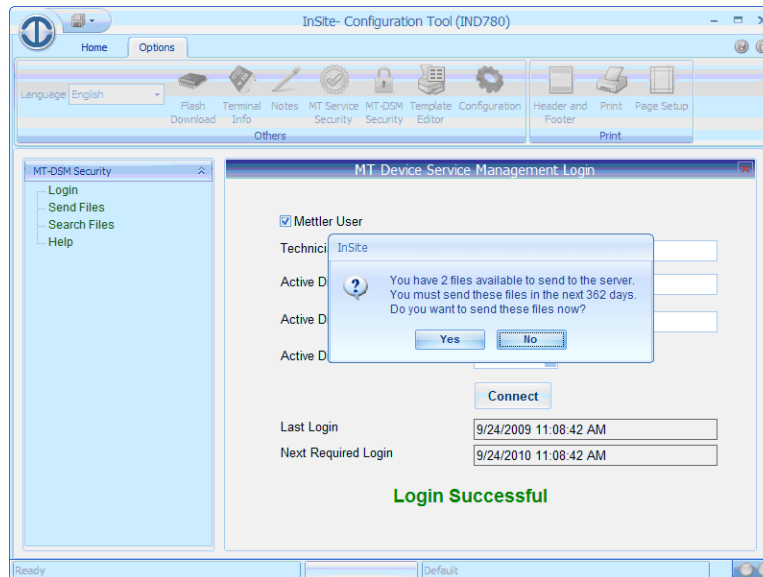 InSite- Configuration Tool (IND780)
Home
Options
Language
English
Flash
Download
Terminal
Info
Notes
MT Service
Security
MT-DSM
Security
Template
Editor
Configuration
Others
Header and
Footer
Print
Page Setup
Print
MT-DSM Security
Login
Send Files
Search Files
Help
MT Device Service Management Login
Mettler User
Technici
InSite
You have 2 files available to send to the server.
You must send these files in the next 362 days.
Do you want to send these files now?
Yes
No
Active D
Active D
Active D
Connect
Last Login
9/24/2009 11:08:42 AM
Next Required Login
9/24/2010 11:08:42 AM
Login Successful
Ready
Default